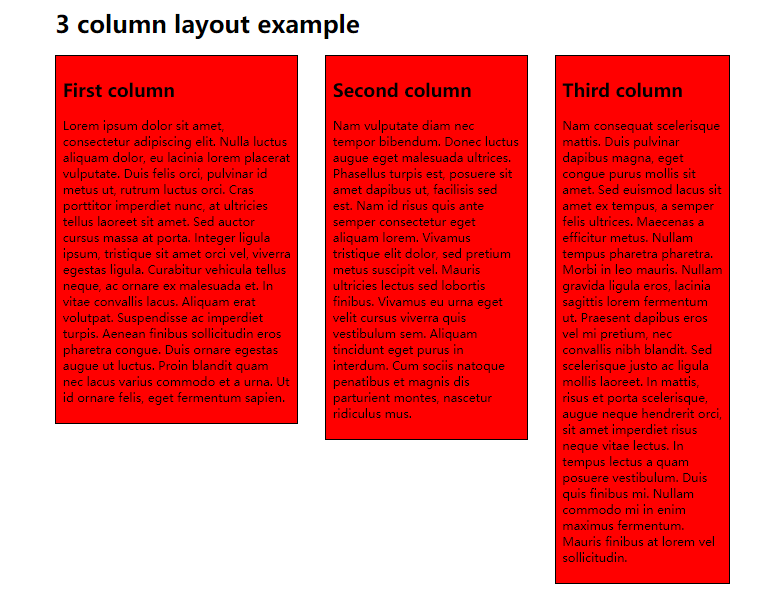 3 column layout example
First column
Lorem ipsum dolor sit amet,
consectetur adipiscing elit. Nulla luctus
aliquam dolor, eu lacinia lorem placerat
vulputate. Duis felis orci, pulvinar id
metus ut, rutrum luctus orci. Cras
porttitor imperdiet nunc, at ultricies
tellus laoreet sit amet. Sed auctor
cursus massa at porta. Integer ligula
ipsum, tristique sit amet orci vel, viverra
egestas ligula. Curabitur vehicula tellus
neque, ac ornare ex malesuada et. In
vitae convallis lacus. Aliquam erat
volutpat. Suspendisse ac imperdiet
turpis. Aenean finibus sollicitudin eros
pharetra congue. Duis ornare egestas
augue ut luctus. Proin blandit quam
nec lacus varius commodo et a urna. Ut
id ornare felis, eget fermentum sapien.
Second column
Nam vulputate diam nec
tempor bibendum. Donec luctus
augue eget malesuada ultrices.
Phasellus turpis est, posuere sit
amet dapibus ut, facilisis sed
est. Nam id risus quis ante
semper consectetur eget
aliquam lorem. Vivamus
tristique elit dolor, sed pretium
metus suscipit vel. Mauris
ultricies lectus sed lobortis
finibus. Vivamus eu urna eget
velit cursus viverra quis
vestibulum sem. Aliquam
tincidunt eget purus in
interdum. Cum sociis natoque
penatibus et magnis dis
parturient montes, nascetur
ridiculus mus.
Third column
Nam consequat scelerisque
mattis. Duis pulvinar
dapibus magna, eget
congue purus mollis sit
amet. Sed euismod lacus sit
amet ex tempus, a semper
felis ultrices. Maecenas a
efficitur metus. Nullam
tempus pharetra pharetra.
Morbi in leo mauris. Nullam
gravida ligula eros, lacinia
sagittis lorem fermentum
ut. Praesent dapibus eros
vel mi pretium, nec
convallis nibh blandit. Sed
scelerisque justo ac ligula
mollis laoreet. In mattis,
risus et porta scelerisque,
augue neque hendrerit orci,
sit amet imperdiet risus
neque vitae lectus. In
tempus lectus a quam
posuere vestibulum. Duis
quis finibus mi. Nullam
commodo mi in enim
maximus fermentum.
Mauris finibus at lorem vel
sollicitudin.